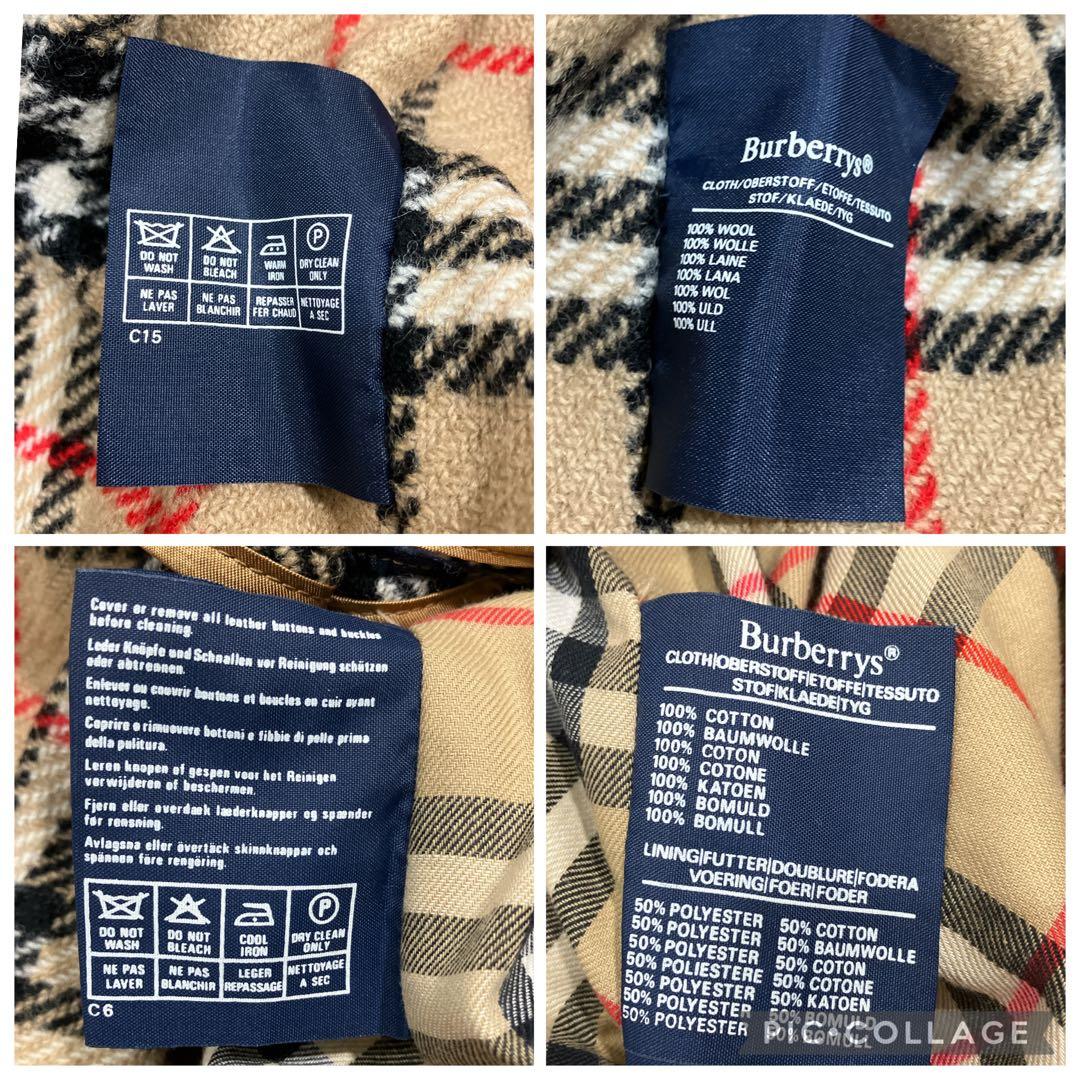 DO NOT WASH
DO NOT BLEACH
WARM IRON
P
DRY CLEAN ONLY
NE PAS LAVER
NE PAS BLANCHIR
REPASSER FER CHAUD
NETTOYAGE A SEC
C15
Burberrys®
CLOTH/OBERSTOFF/ETOFFE/TESSUTO
STOF/KLAEDE/TYG
100% WOOL
100% WOLLE
100% LAINE
100% LANA
100% WOL
100% ULD
100% ULL
Cover or remove all leather buttons and buckles
before cleaning.
Leder Knöpfe und Schnallen vor Reinigung schützen
oder abtrennen.
Enlever ou couvrir boutons et boucles en cuir avant
nettoyage.
Coprire o rimuovere bottoni e fibbie di pelle prima
della pulitura.
Leren knopen of gespen voor het Reinigen
verwijderen of beschermen.
Fjern eller overdæk læderknapper og spænder
før rensning.
Avlagsna eller övertäck skinnknappar och
spännen före rengöring.
DO NOT WASH
DO NOT BLEACH
COOL IRON
P
DRY CLEAN ONLY
NE PAS LAVER
NE PAS BLANCHIR
LEGER REPASSAGE
NETTOYAGE A SEC
C6
Burberrys®
CLOTH|OBERSTOFF|ETOFFE|TESSUTO
STOF|KLAEDE|TYG
100% COTTON
100% BAUMWOLLE
100% COTON
100% COTONE
100% KATOEN
100% BOMULD
100% BOMULL
LINING|FUTTER|DOUBLURE|FODERA
VOERING|FOER|FODER
50% POLYESTER 50% COTTON
50% POLYESTER 50% BAUMWOLLE
50% POLYESTER 50% COTON
50% POLIESTERE 50% COTONE
50% POLYESTER 50% KATOEN
50% POLYESTER 50% BOMULD
50% POLYESTER 50% BOMULL
PIC•COLLAGE